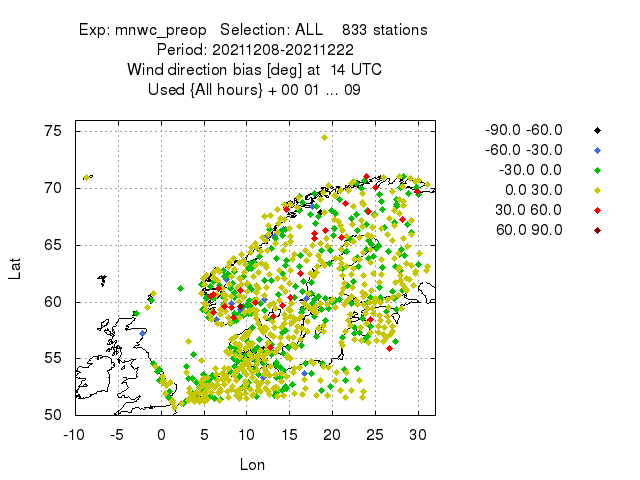 Exp: mnwc_preop   Selection: ALL    833 stations
Period: 20211208-20211222
Wind direction bias [deg] at  14 UTC
Used {All hours} + 00 01 ... 09
-90.0 -60.0
-60.0 -30.0
-30.0 0.0
0.0 30.0
30.0 60.0
60.0 90.0
75
70
65
60
55
50
Lat
-10 -5 0 5 10 15 20 25 30
Lon